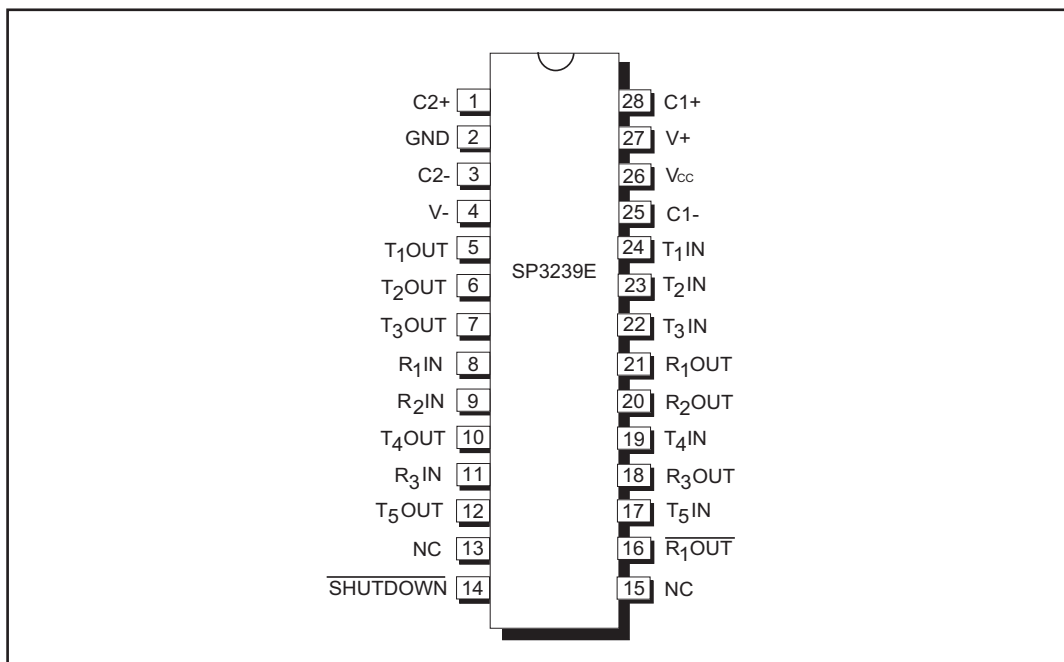 C2+ 1 28 C1+
GND 2 27 V+
C2- 3 26 Vcc
V- 4 25 C1-
T1OUT 5 24 T1IN
SP3239E
T2OUT 6 23 T2IN
T3OUT 7 22 T3IN
R1IN 8 21 R1OUT
R2IN 9 20 R2OUT
T4OUT 10 19 T4IN
R3IN 11 18 R3OUT
T5OUT 12 17 T5IN
NC 13 16 R1OUT
SHUTDOWN 14 15 NC